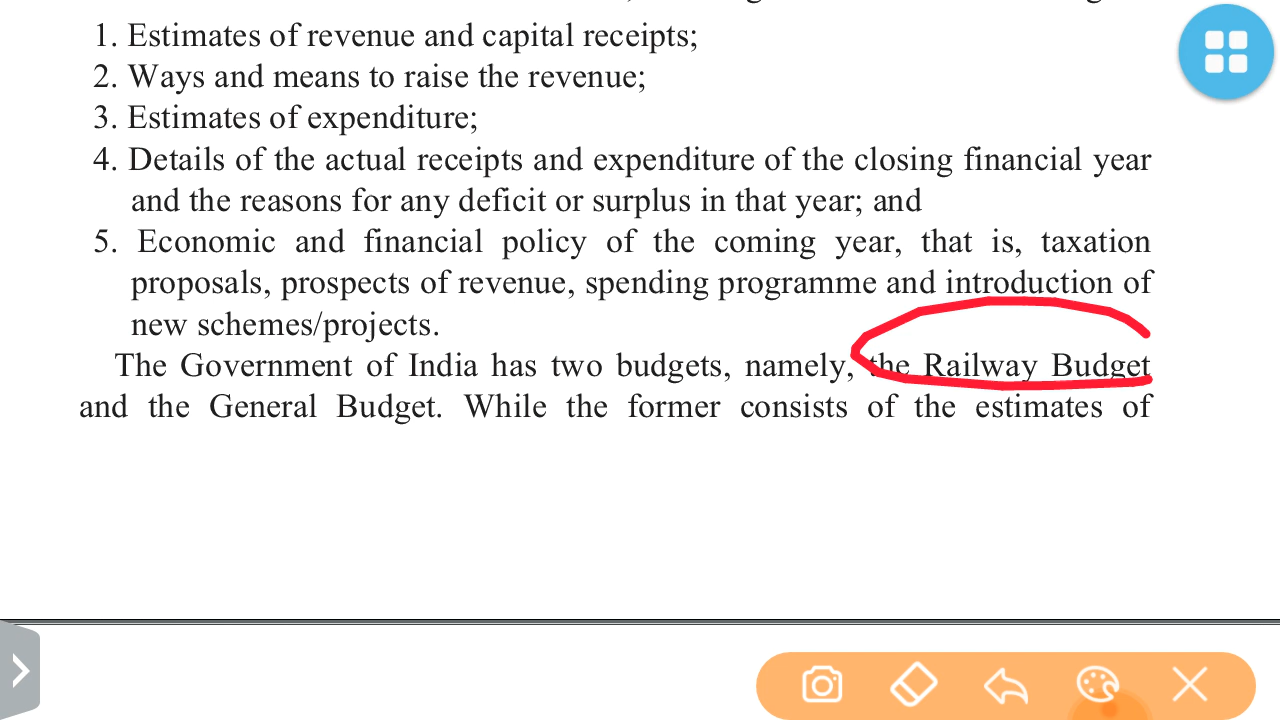 1. Estimates of revenue and capital receipts;
2. Ways and means to raise the revenue;
3. Estimates of expenditure;
4. Details of the actual receipts and expenditure of the closing financial year
and the reasons for any deficit or surplus in that year; and
5. Economic and financial policy of the coming year, that is, taxation
proposals, prospects of revenue, spending programme and introduction of
new schemes/projects.
The Government of India has two budgets, namely, the Railway Budget
and the General Budget. While the former consists of the estimates of